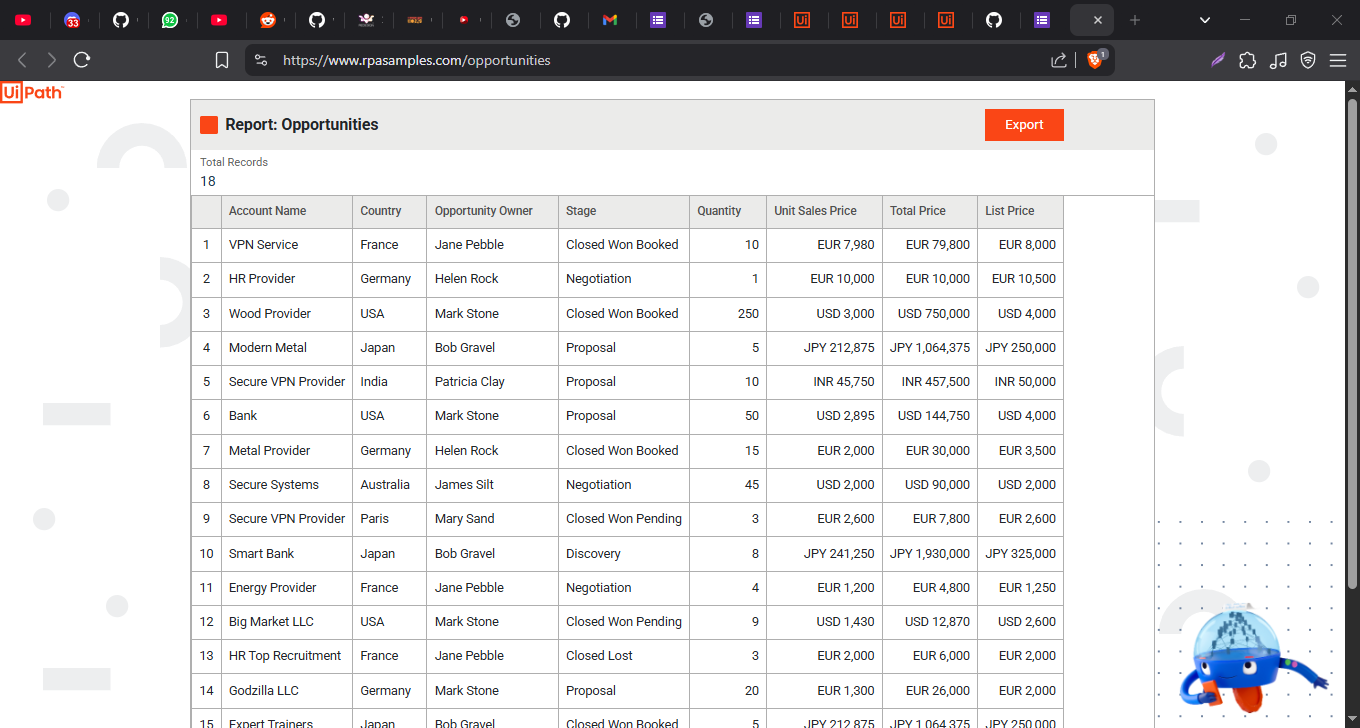 33
92
https://www.rpasamples.com/opportunities
1
UiPath
Report: Opportunities
Export
Total Records
18
Account Name Country Opportunity Owner Stage Quantity Unit Sales Price Total Price List Price
1 VPN Service France Jane Pebble Closed Won Booked 10 EUR 7,980 EUR 79,800 EUR 8,000
2 HR Provider Germany Helen Rock Negotiation 1 EUR 10,000 EUR 10,000 EUR 10,500
3 Wood Provider USA Mark Stone Closed Won Booked 250 USD 3,000 USD 750,000 USD 4,000
4 Modern Metal Japan Bob Gravel Proposal 5 JPY 212,875 JPY 1,064,375 JPY 250,000
5 Secure VPN Provider India Patricia Clay Proposal 10 INR 45,750 INR 457,500 INR 50,000
6 Bank USA Mark Stone Proposal 50 USD 2,895 USD 144,750 USD 4,000
7 Metal Provider Germany Helen Rock Closed Won Booked 15 EUR 2,000 EUR 30,000 EUR 3,500
8 Secure Systems Australia James Silt Negotiation 45 USD 2,000 USD 90,000 USD 2,000
9 Secure VPN Provider Paris Mary Sand Closed Won Pending 3 EUR 2,600 EUR 7,800 EUR 2,600
10 Smart Bank Japan Bob Gravel Discovery 8 JPY 241,250 JPY 1,930,000 JPY 325,000
11 Energy Provider France Jane Pebble Negotiation 4 EUR 1,200 EUR 4,800 EUR 1,250
12 Big Market LLC USA Mark Stone Closed Won Pending 9 USD 1,430 USD 12,870 USD 2,600
13 HR Top Recruitment France Jane Pebble Closed Lost 3 EUR 2,000 EUR 6,000 EUR 2,000
14 Godzilla LLC Germany Mark Stone Proposal 20 EUR 1,300 EUR 26,000 EUR 2,000
15 Expert Trainers Japan Bob Gravel Closed Won Booked 5 JPY 212,875 JPY 1,064,375 JPY 250,000